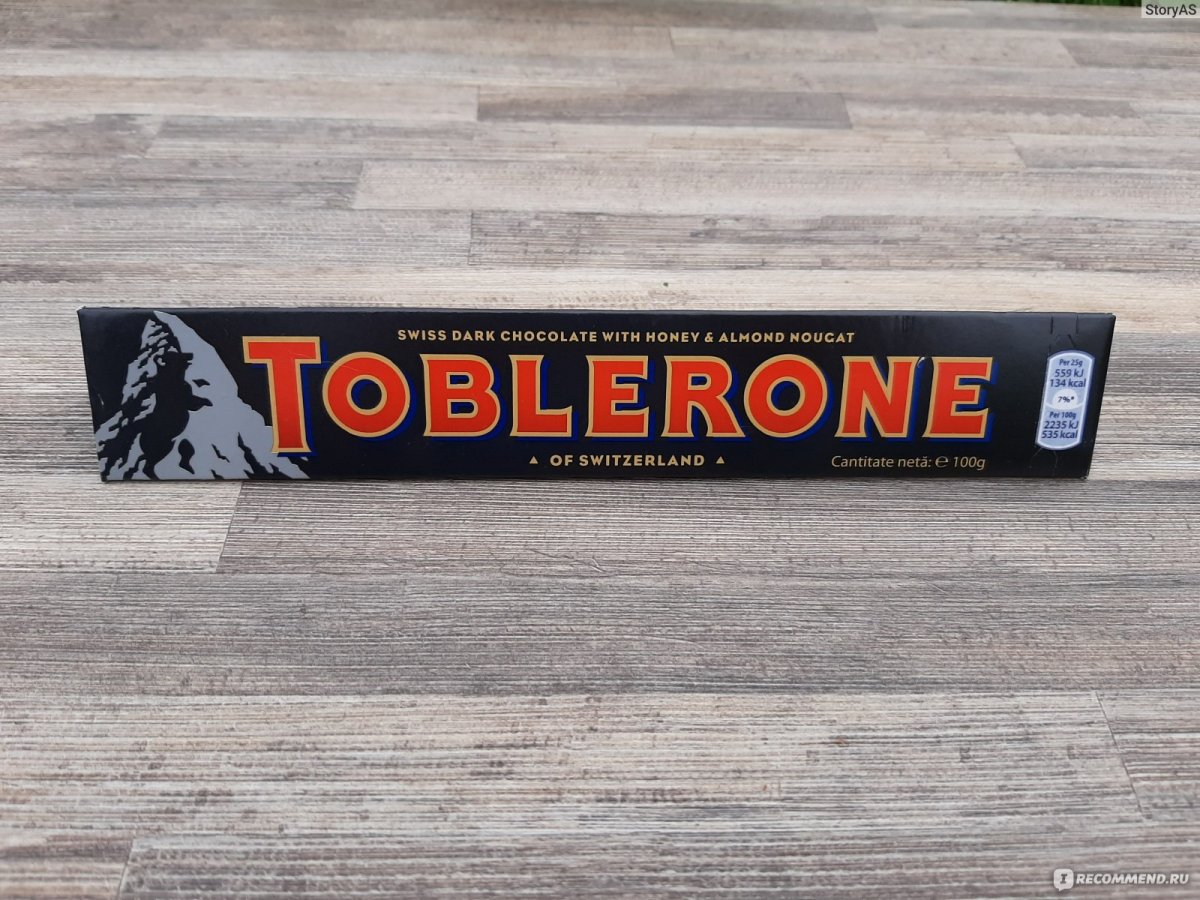 StoryAS
SWISS DARK CHOCOLATE WITH HONEY & ALMOND NOUGAT
TOBLERONE
OF SWITZERLAND
Cantitate netă: ℮ 100g
Per 25g
559 kJ
134 kcal
7%*
Per 100g
2235 kJ
535 kcal
IRECOMMEND.RU